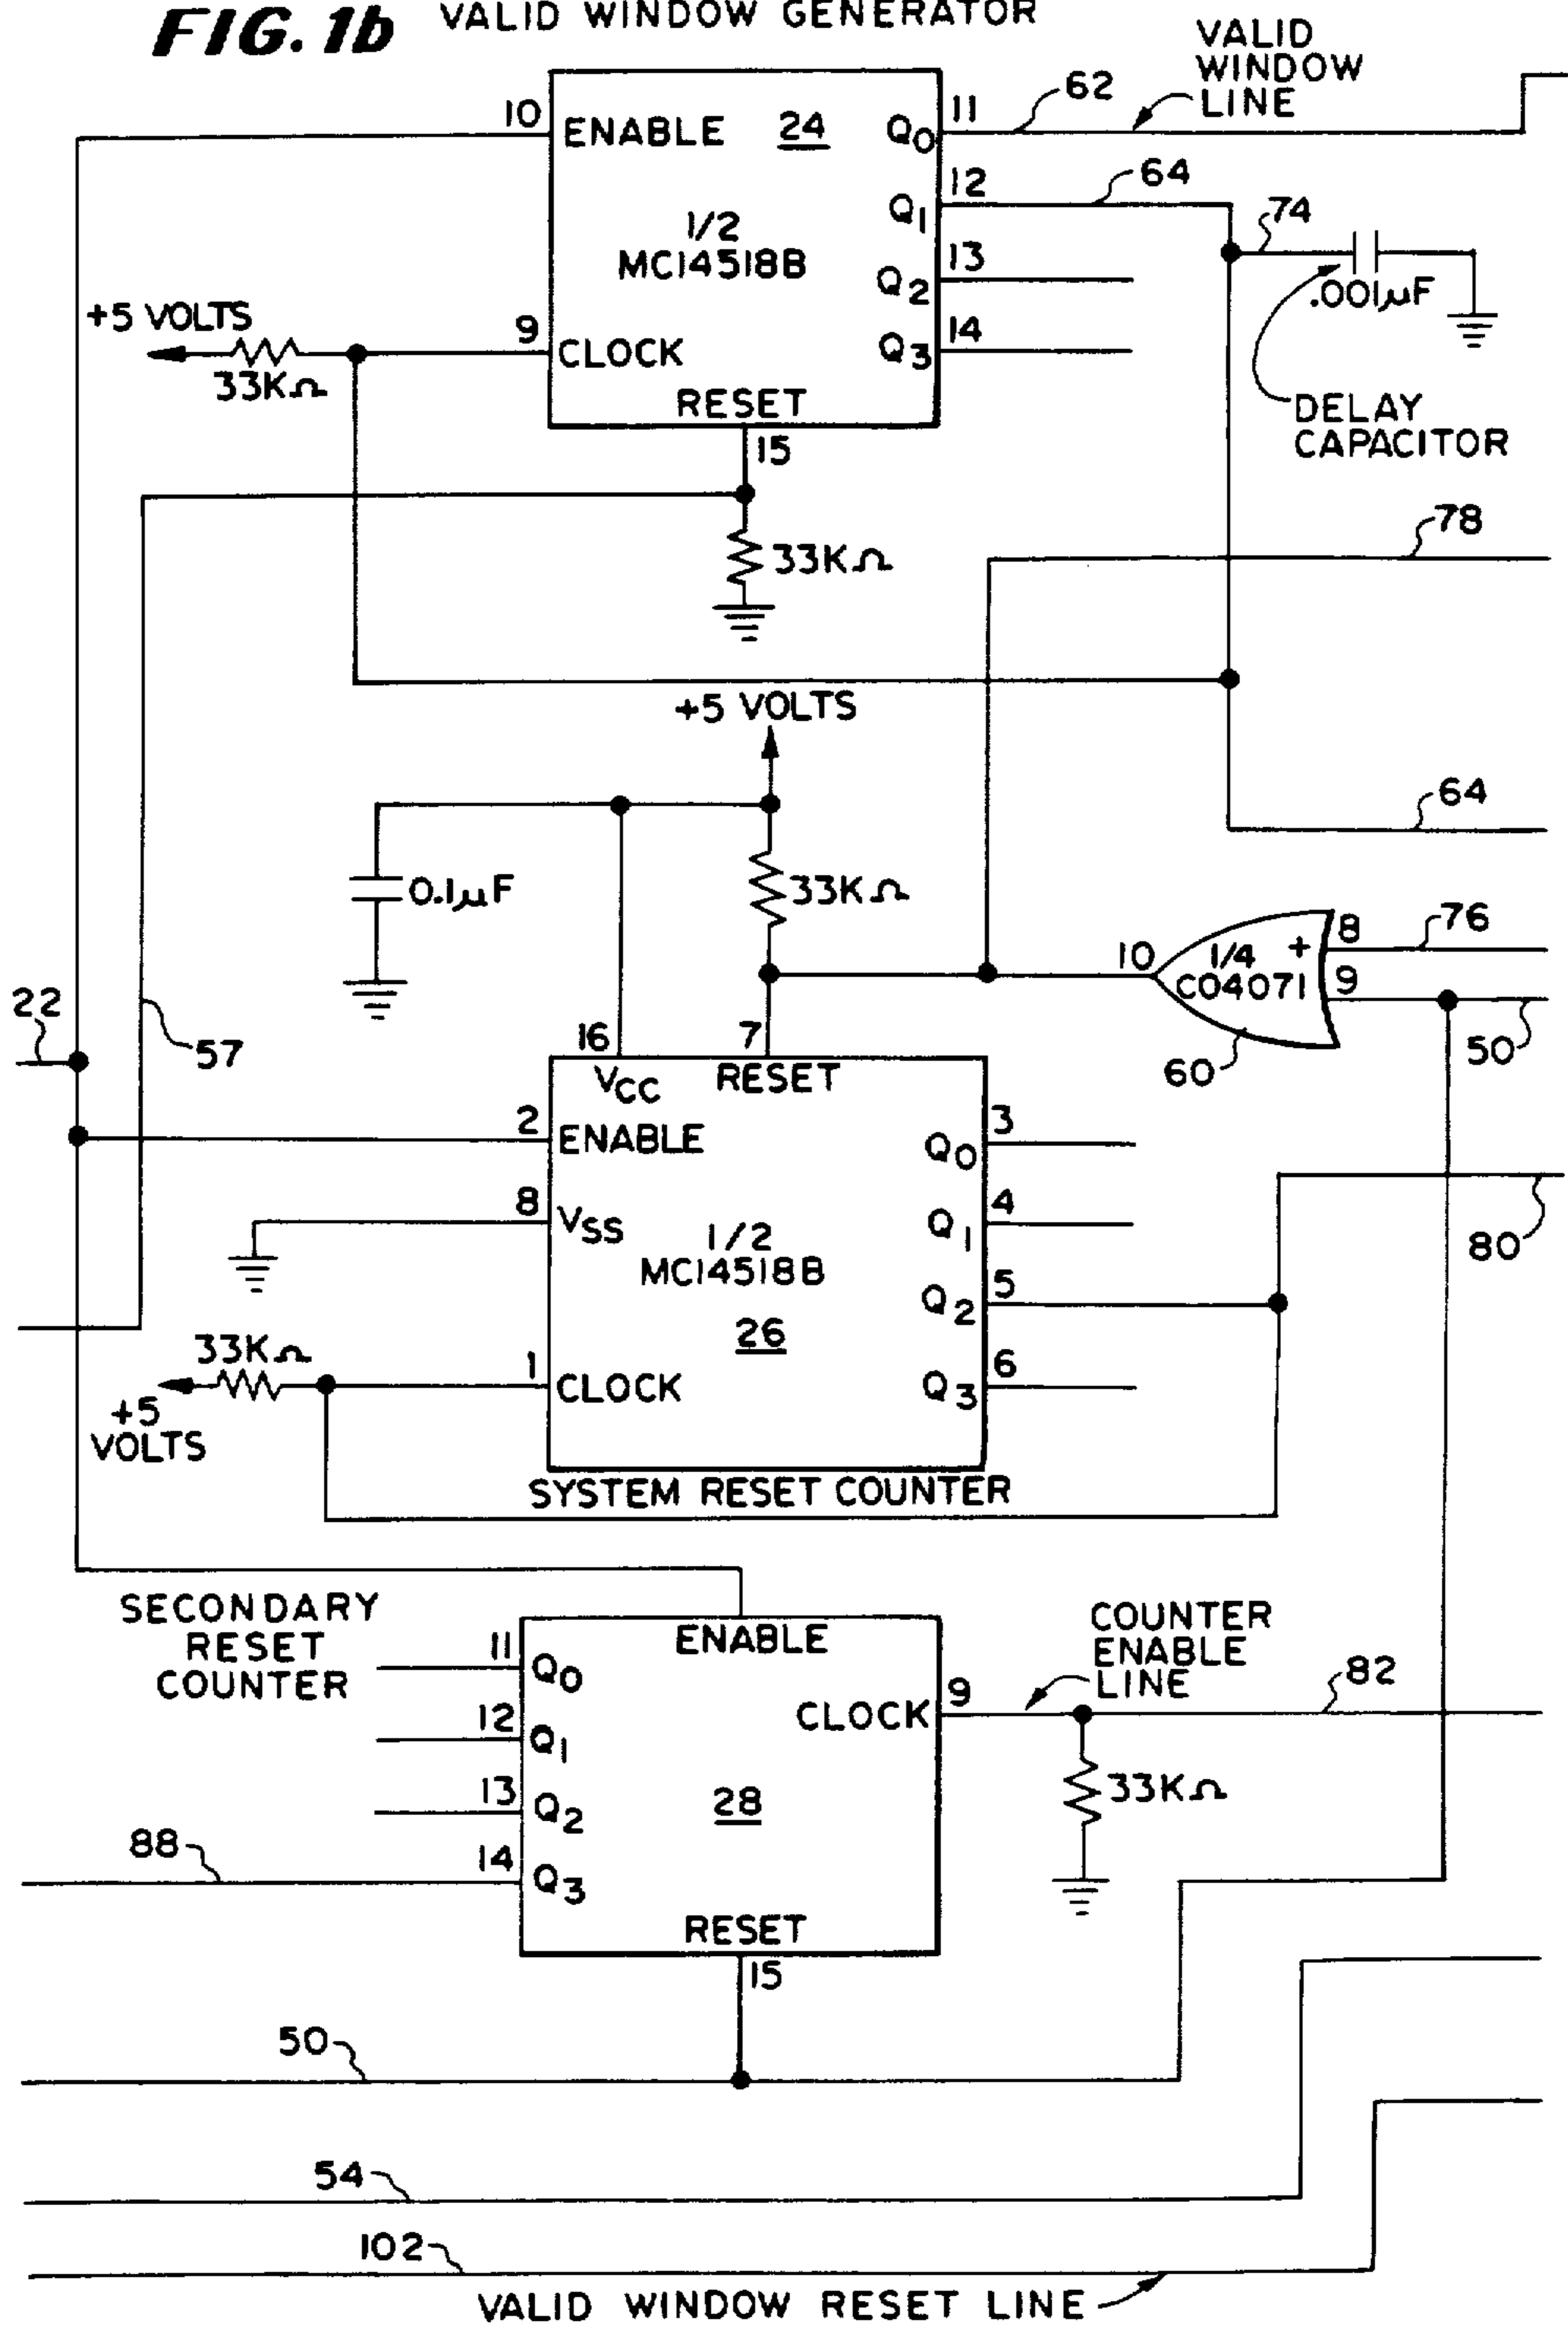 FIG. 1b VALID WINDOW GENERATOR
VALID
WINDOW
LINE
62
10 ENABLE 24 Q0 11
12 64
Q1
74
1/2
MC14518B
13
Q2
.001µF
+5 VOLTS
9 CLOCK
14
Q3
33KΩ
RESET
DELAY
CAPACITOR
15
78
33KΩ
+5 VOLTS
64
0.1µF
33KΩ
76
8
10 1/4 +
CO4071 9
22
57
16 7
60
50
VCC RESET
2 ENABLE
3
Q0
8 VSS
4
Q1
1/2
MC14518B
80
5
Q2
26
33KΩ
1 CLOCK
6
Q3
+5
VOLTS
SYSTEM RESET COUNTER
SECONDARY
RESET
COUNTER
COUNTER
ENABLE
LINE
ENABLE
11 Q0
82
CLOCK 9
12 Q1
13 Q2
28
33KΩ
88
14 Q3
RESET
15
50
54
102
VALID WINDOW RESET LINE